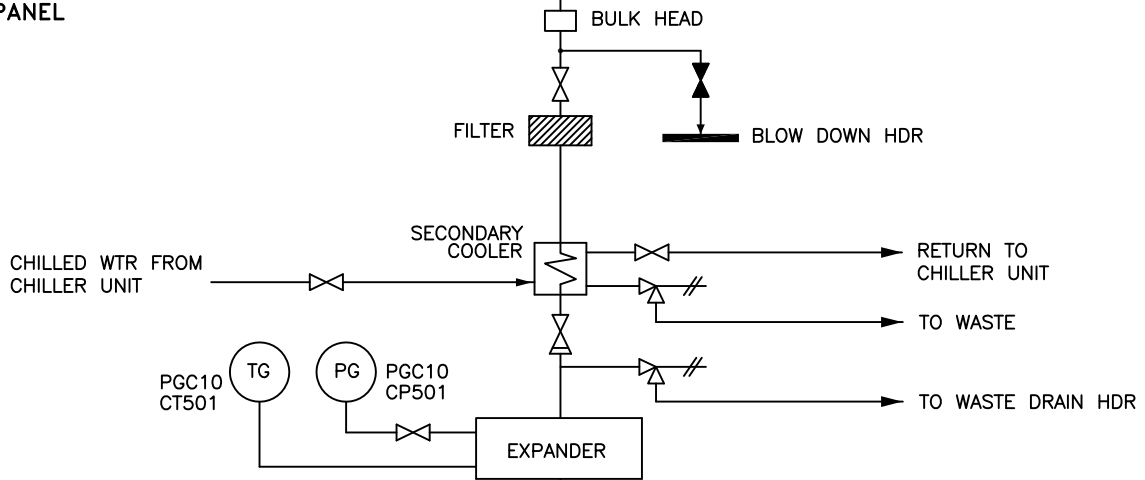 PANEL
BULK HEAD
FILTER
BLOW DOWN HDR
SECONDARY
COOLER
CHILLED WTR FROM
CHILLER UNIT
RETURN TO
CHILLER UNIT
TO WASTE
TG
PG
PGC10
CT501
PGC10
CP501
TO WASTE DRAIN HDR
EXPANDER